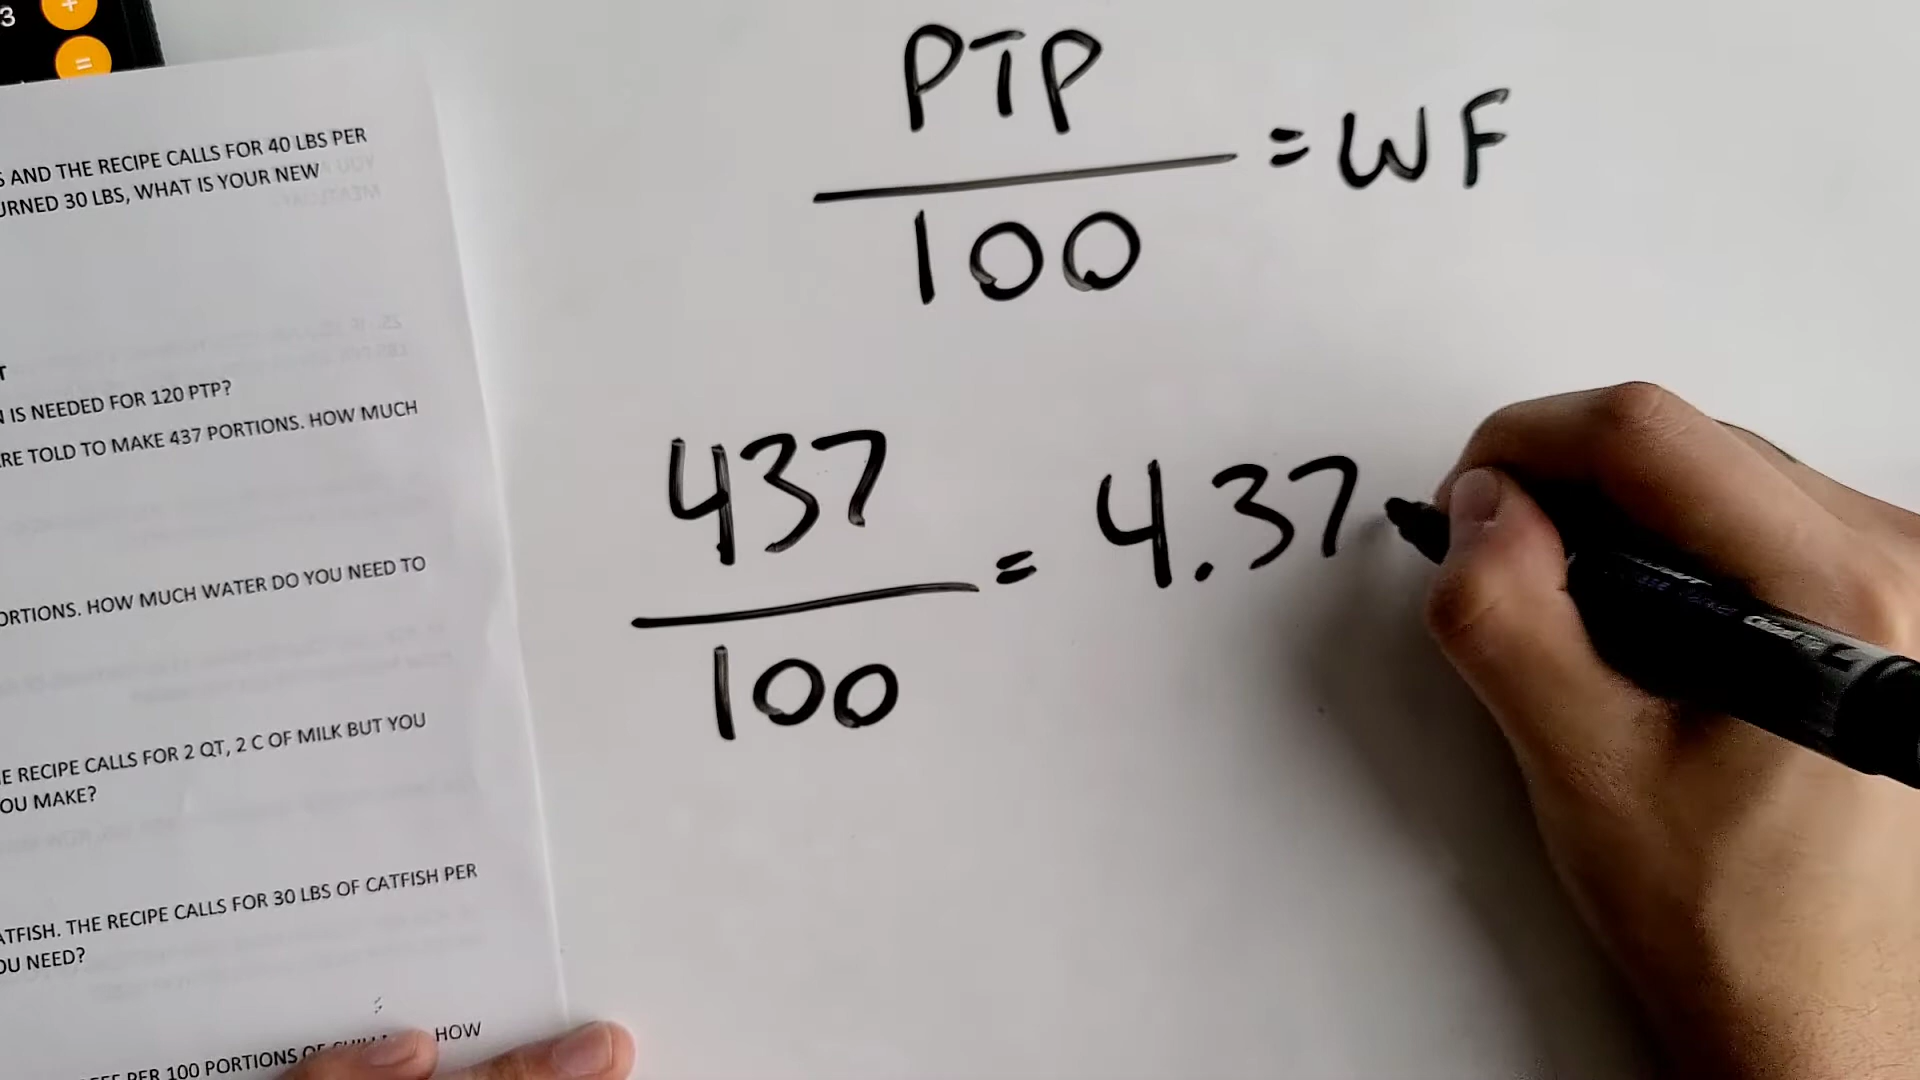 3
+
=
AND THE RECIPE CALLS FOR 40 LBS PER
URNED 30 LBS, WHAT IS YOUR NEW
T
IS NEEDED FOR 120 PTP?
RE TOLD TO MAKE 437 PORTIONS. HOW MUCH
ORTIONS. HOW MUCH WATER DO YOU NEED TO
E RECIPE CALLS FOR 2 QT, 2 C OF MILK BUT YOU
OU MAKE?
ATFISH. THE RECIPE CALLS FOR 30 LBS OF CATFISH PER
OU NEED?
PER 100 PORTIONS OF HOW
PTP
100
= WF
437
100
= 4.37